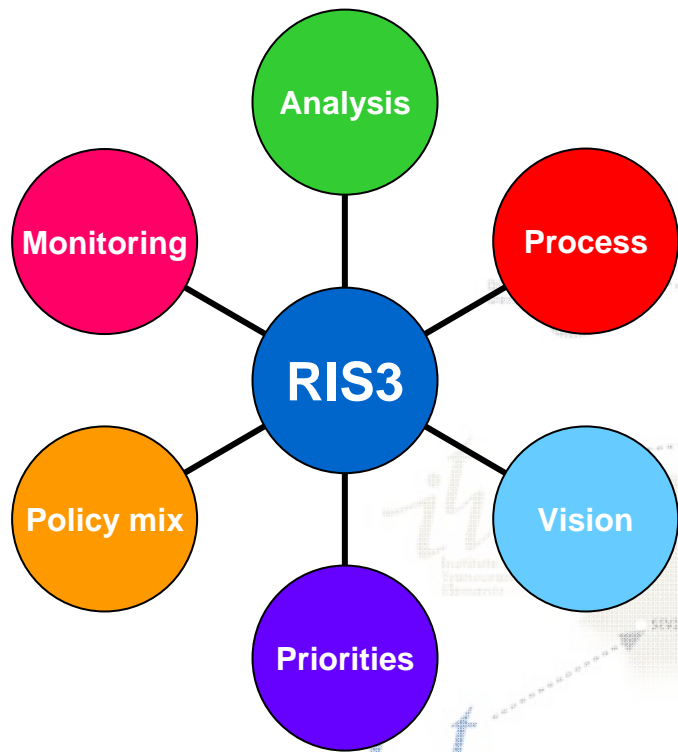 Analysis
Monitoring
Process
RIS3
Policy mix
Vision
Priorities